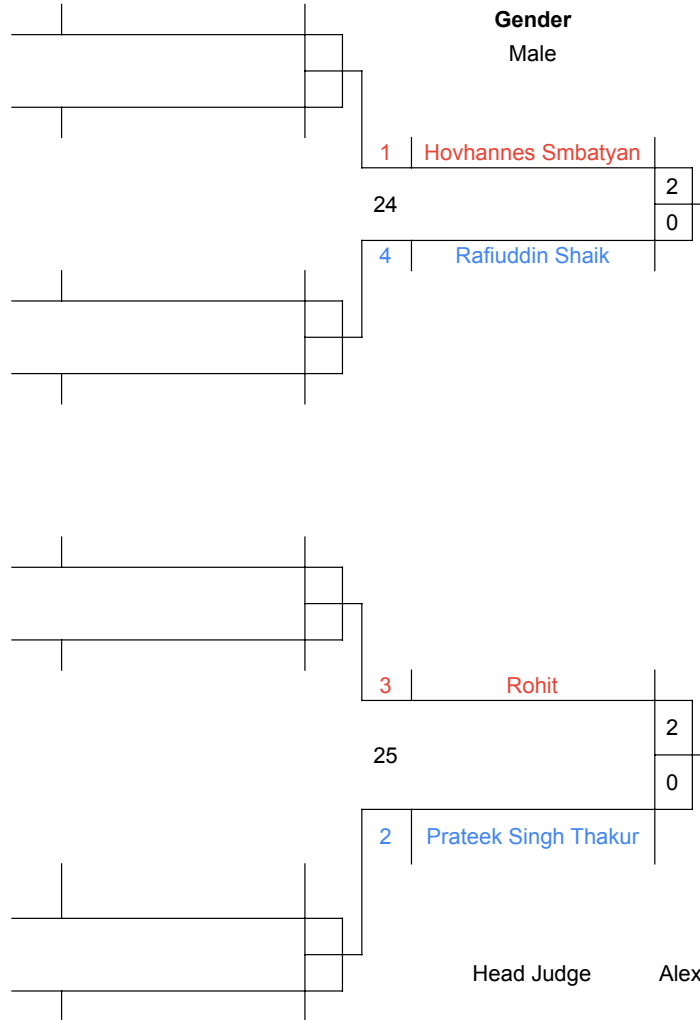 Gender
Male
1 Hovhannes Smbatyan
2
24
0
4 Rafiuddin Shaik
3 Rohit
2
25
0
2 Prateek Singh Thakur
Head Judge Alex